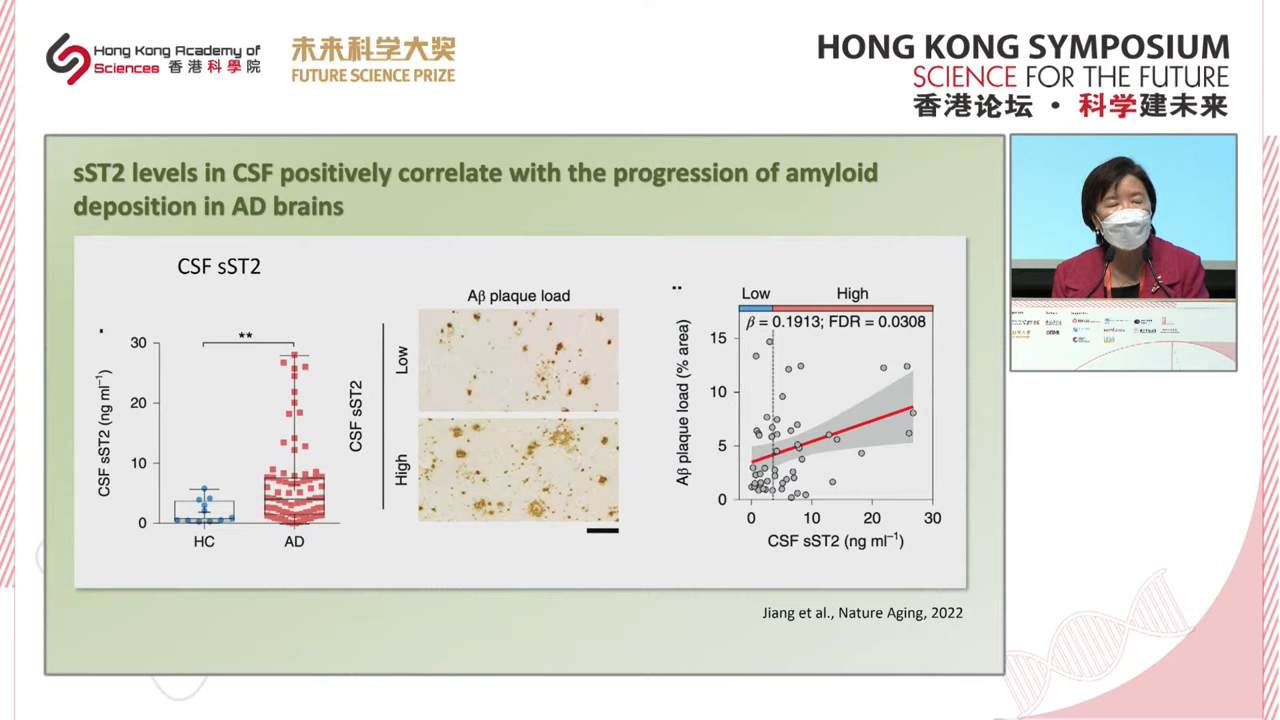 Hong Kong Academy of
Sciences 香港科學院
未来科学大奖
FUTURE SCIENCE PRIZE
HONG KONG SYMPOSIUM
SCIENCE FOR THE FUTURE
香港论坛 · 科学建未来
sST2 levels in CSF positively correlate with the progression of amyloid
deposition in AD brains
CSF sST2
**
CSF sST2 (ng ml⁻¹)
30
20
10
0
HC
AD
Aβ plaque load
CSF sST2
Low
High
Low
High
β = 0.1913; FDR = 0.0308
Aβ plaque load (% area)
15
10
5
0
0
10
20
30
CSF sST2 (ng ml⁻¹)
Jiang et al., Nature Aging, 2022